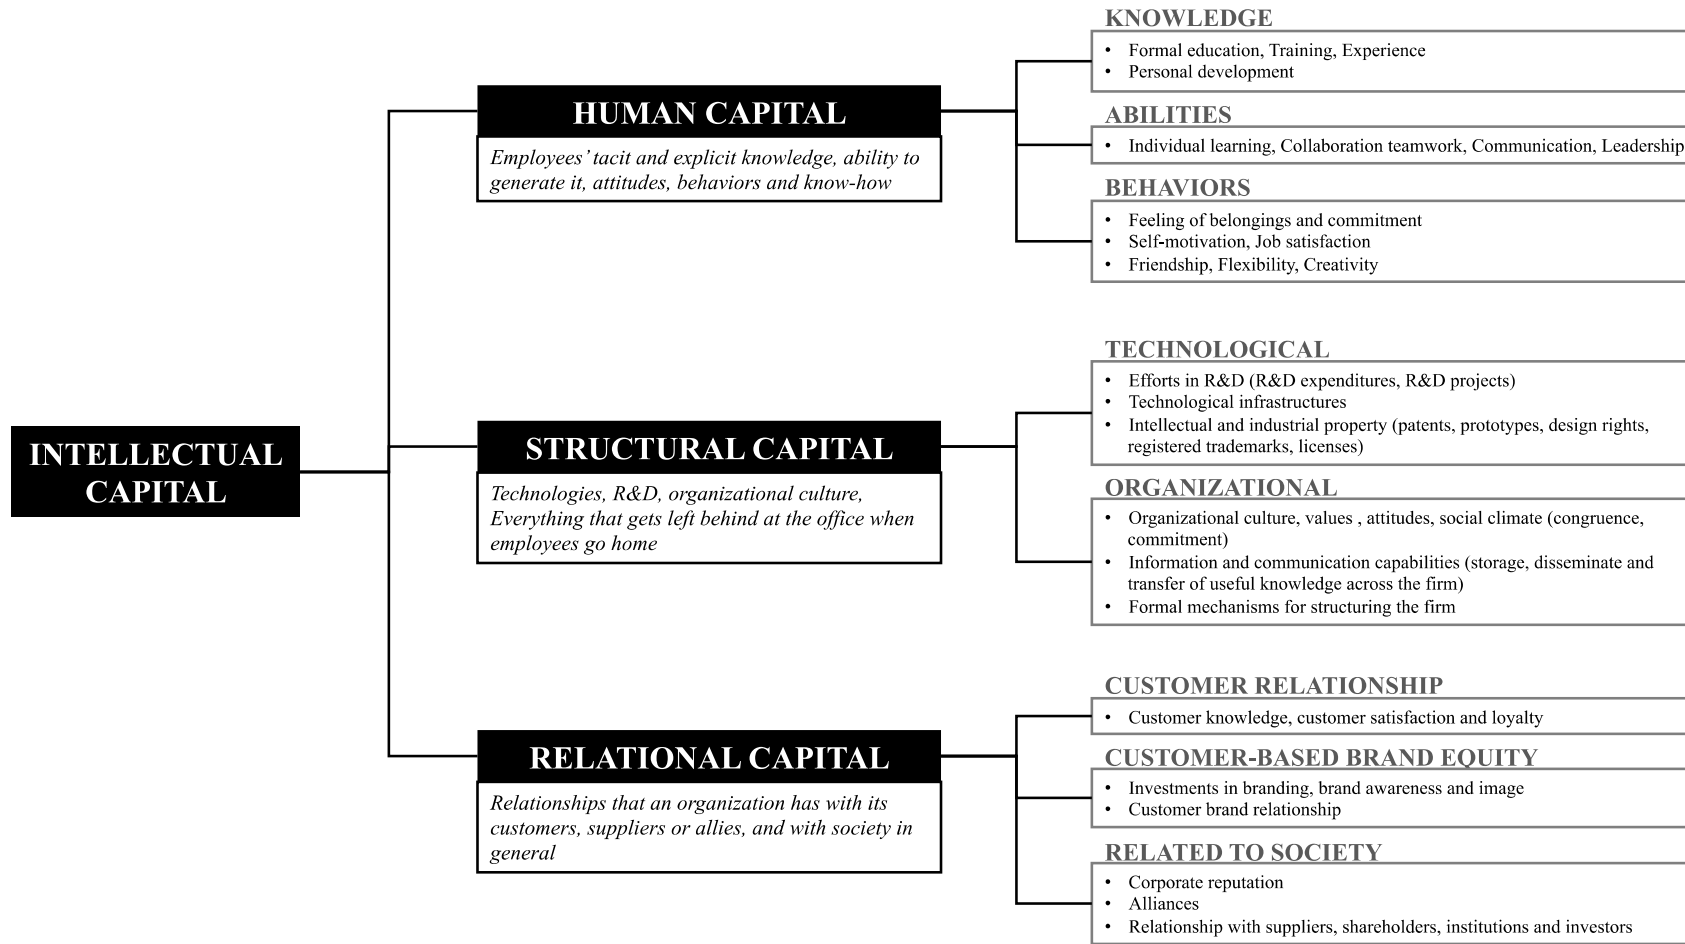 KNOWLEDGE
• Formal education, Training, Experience
• Personal development
HUMAN CAPITAL
Employees’ tacit and explicit knowledge, ability to
generate it, attitudes, behaviors and know-how
ABILITIES
• Individual learning, Collaboration teamwork, Communication, Leadership
BEHAVIORS
• Feeling of belongings and commitment
• Self-motivation, Job satisfaction
• Friendship, Flexibility, Creativity
INTELLECTUAL
CAPITAL
STRUCTURAL CAPITAL
Technologies, R&D, organizational culture,
Everything that gets left behind at the office when
employees go home
TECHNOLOGICAL
• Efforts in R&D (R&D expenditures, R&D projects)
• Technological infrastructures
• Intellectual and industrial property (patents, prototypes, design rights,
registered trademarks, licenses)
ORGANIZATIONAL
• Organizational culture, values , attitudes, social climate (congruence,
commitment)
• Information and communication capabilities (storage, disseminate and
transfer of useful knowledge across the firm)
• Formal mechanisms for structuring the firm
RELATIONAL CAPITAL
Relationships that an organization has with its
customers, suppliers or allies, and with society in
general
CUSTOMER RELATIONSHIP
• Customer knowledge, customer satisfaction and loyalty
CUSTOMER-BASED BRAND EQUITY
• Investments in branding, brand awareness and image
• Customer brand relationship
RELATED TO SOCIETY
• Corporate reputation
• Alliances
• Relationship with suppliers, shareholders, institutions and investors